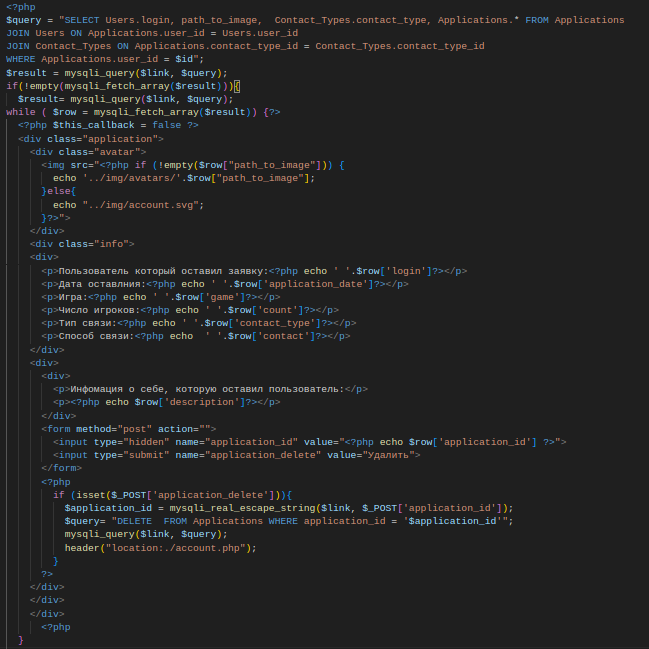 <?php
$query = "SELECT Users.login, path_to_image,  Contact_Types.contact_type, Applications.* FROM Applications
JOIN Users ON Applications.user_id = Users.user_id
JOIN Contact_Types ON Applications.contact_type_id = Contact_Types.contact_type_id
WHERE Applications.user_id = $id";
$result = mysqli_query($link, $query);
if(!empty(mysqli_fetch_array($result))){
  $result= mysqli_query($link, $query);
while ( $row = mysqli_fetch_array($result)) {?>
  <?php $this_callback = false ?>
  <div class="application">
    <div class="avatar">
      <img src="<?php if (!empty($row["path_to_image"])) {
        echo '../img/avatars/'.$row["path_to_image"];
      }else{
        echo "../img/account.svg";
      }?>">
    </div>
    <div class="info">
    <div>
      <p>Пользователь который оставил заявку:<?php echo ' '.$row['login']?></p>
      <p>Дата оставлния:<?php echo ' '.$row['application_date']?></p>
      <p>Игра:<?php echo ' '.$row['game']?></p>
      <p>Число игроков:<?php echo ' '.$row['count']?></p>
      <p>Тип связи:<?php echo ' '.$row['contact_type']?></p>
      <p>Способ связи:<?php echo  ' '.$row['contact']?></p>
    </div>
    <div>
      <div>
        <p>Инфомация о себе, которую оставил пользователь:</p>
        <p><?php echo $row['description']?></p>
      </div>
      <form method="post" action="">
        <input type="hidden" name="application_id" value="<?php echo $row['application_id'] ?>">
        <input type="submit" name="application_delete" value="Удалить">
      </form>
      <?php
        if (isset($_POST['application_delete'])){
          $application_id = mysqli_real_escape_string($link, $_POST['application_id']);
          $query= "DELETE  FROM Applications WHERE application_id = '$application_id'";
          mysqli_query($link, $query);
          header("location:./account.php");
        }
      ?>
    </div>
    </div>
    </div>
      <?php
  }